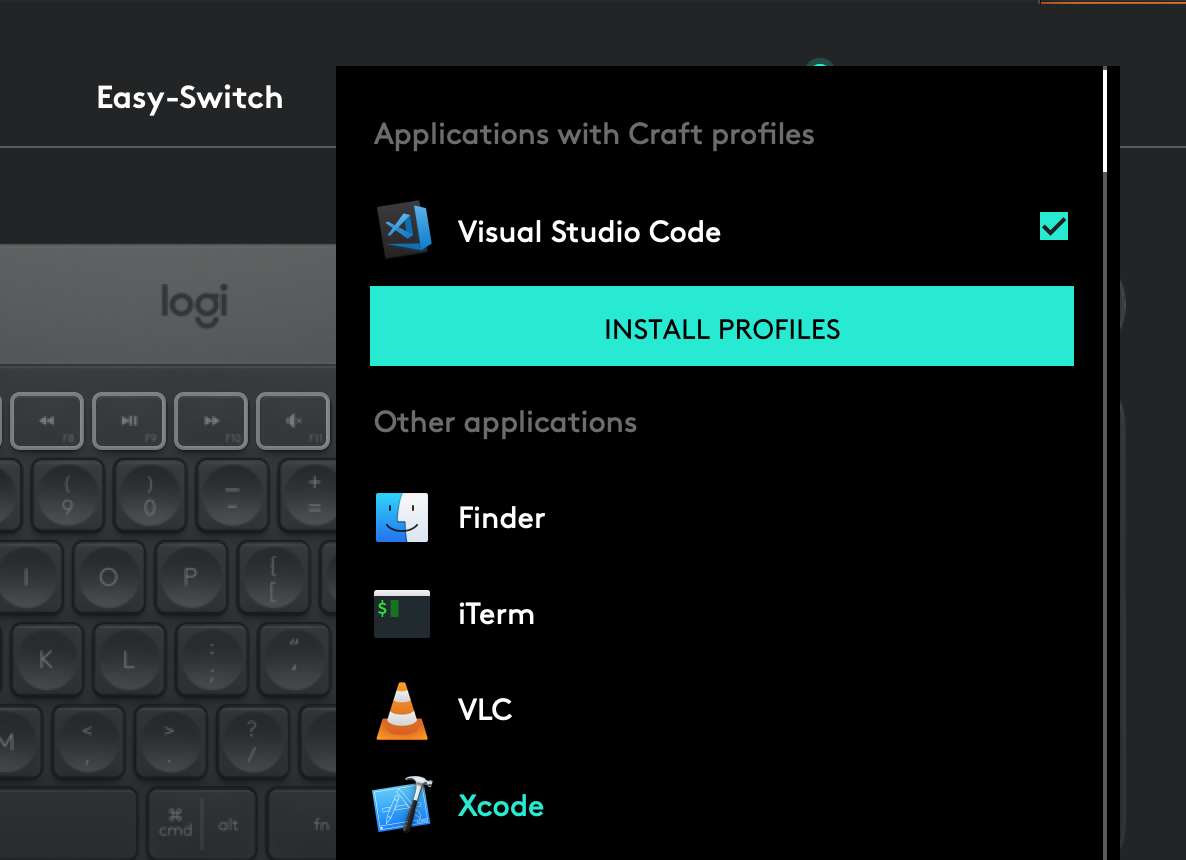 Easy-Switch
Applications with Craft profiles
Visual Studio Code
INSTALL PROFILES
Other applications
Finder
$
iTerm
VLC
Xcode
logi
F8 F9 F10 F11
( ) — +
9 0 - =
I O P { [
K L : ; " '
M < , > . ? /
⌘
cmd alt fn